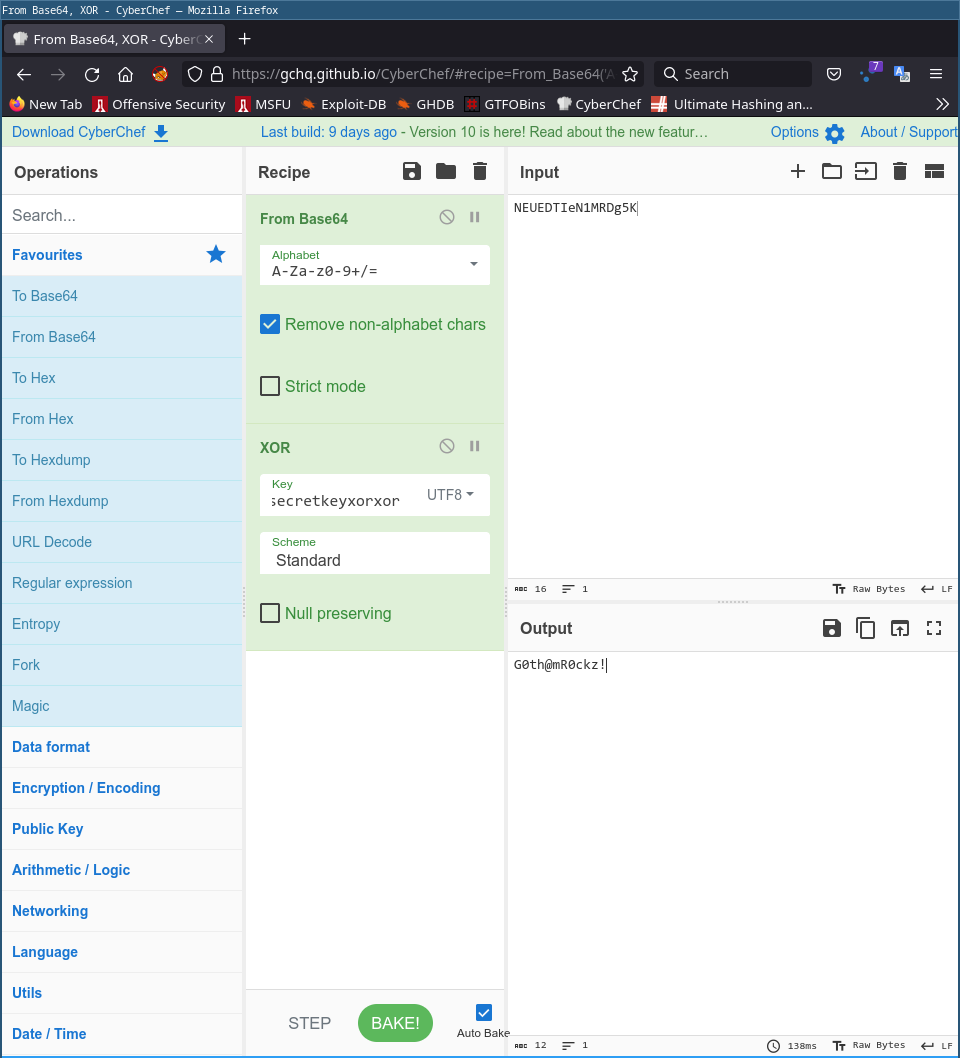 From Base64, XOR - CyberChef — Mozilla Firefox
From Base64, XOR - CyberC
https://gchq.github.io/CyberChef/#recipe=From_Base64('A
Search
7
New Tab
Offensive Security
MSFU
Exploit-DB
GHDB
GTFOBins
CyberChef
Ultimate Hashing an...
Download CyberChef
Last build: 9 days ago - Version 10 is here! Read about the new featur…
Options
About / Support
Operations
Search...
Favourites
To Base64
From Base64
To Hex
From Hex
To Hexdump
From Hexdump
URL Decode
Regular expression
Entropy
Fork
Magic
Data format
Encryption / Encoding
Public Key
Arithmetic / Logic
Networking
Language
Utils
Date / Time
Recipe
From Base64
Alphabet
A-Za-z0-9+/=
Remove non-alphabet chars
Strict mode
XOR
Key
secretkeyxorxor
UTF8
Scheme
Standard
Null preserving
STEP
BAKE!
Auto Bake
Input
NEUEDTIeN1MRDg5K
ABC 16
1
Tт Raw Bytes
LF
Output
G0th@mR0ckz!
ABC 12
1
138ms
Tт Raw Bytes
LF